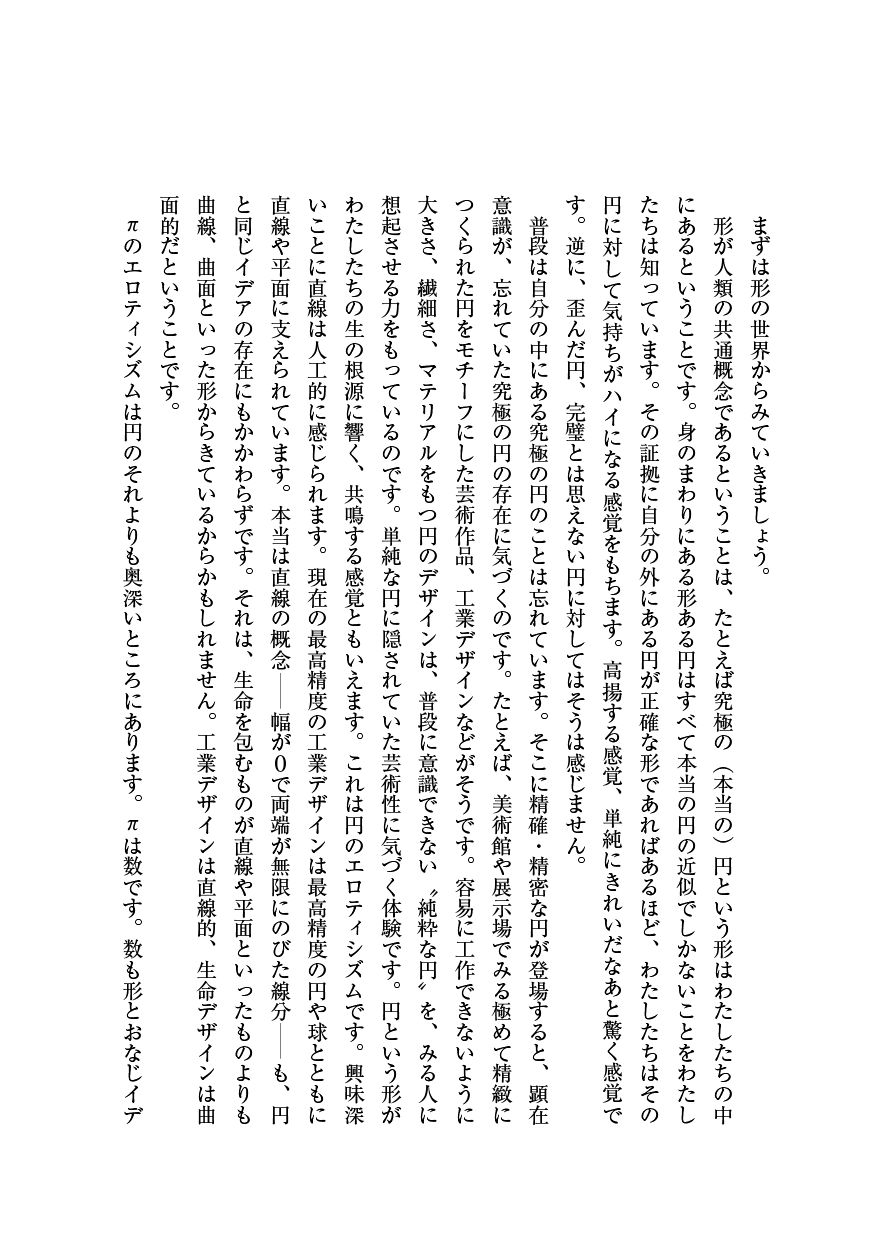 まずは形の世界からみていきましょう。
形が人類の共通概念であるということは、たとえば究極の（本当の）円という形はわたしたちの中
にあるということです。身のまわりにある形ある円はすべて本当の円の近似でしかないことをわたし
たちは知っています。その証拠に自分の外にある円が正確な形であればあるほど、わたしたちはその
円に対して気持ちがハイになる感覚をもちます。高揚する感覚、単純にきれいだなあと驚く感覚で
す。逆に、歪んだ円、完璧とは思えない円に対してはそうは感じません。
普段は自分の中にある究極の円のことは忘れています。そこに精確・精密な円が登場すると、顕在
意識が、忘れていた究極の円の存在に気づくのです。たとえば、美術館や展示場でみる極めて精緻に
つくられた円をモチーフにした芸術作品、工業デザインなどがそうです。容易に工作できないように
大きさ、繊細さ、マテリアルをもつ円のデザインは、普段に意識できない〝純粋な円〟を、みる人に
想起させる力をもっているのです。単純な円に隠されていた芸術性に気づく体験です。円という形が
わたしたちの生の根源に響く、共鳴する感覚ともいえます。これは円のエロティシズムです。興味深
いことに直線は人工的に感じられます。現在の最高精度の工業デザインは最高精度の円や球とともに
直線や平面に支えられています。本当は直線の概念――幅が０で両端が無限にのびた線分――も、円
と同じイデアの存在にもかかわらずです。それは、生命を包むものが直線や平面といったものよりも
曲線、曲面といった形からきているからかもしれません。工業デザインは直線的、生命デザインは曲
面的だということです。
πのエロティシズムは円のそれよりも奥深いところにあります。πは数です。数も形とおなじイデ